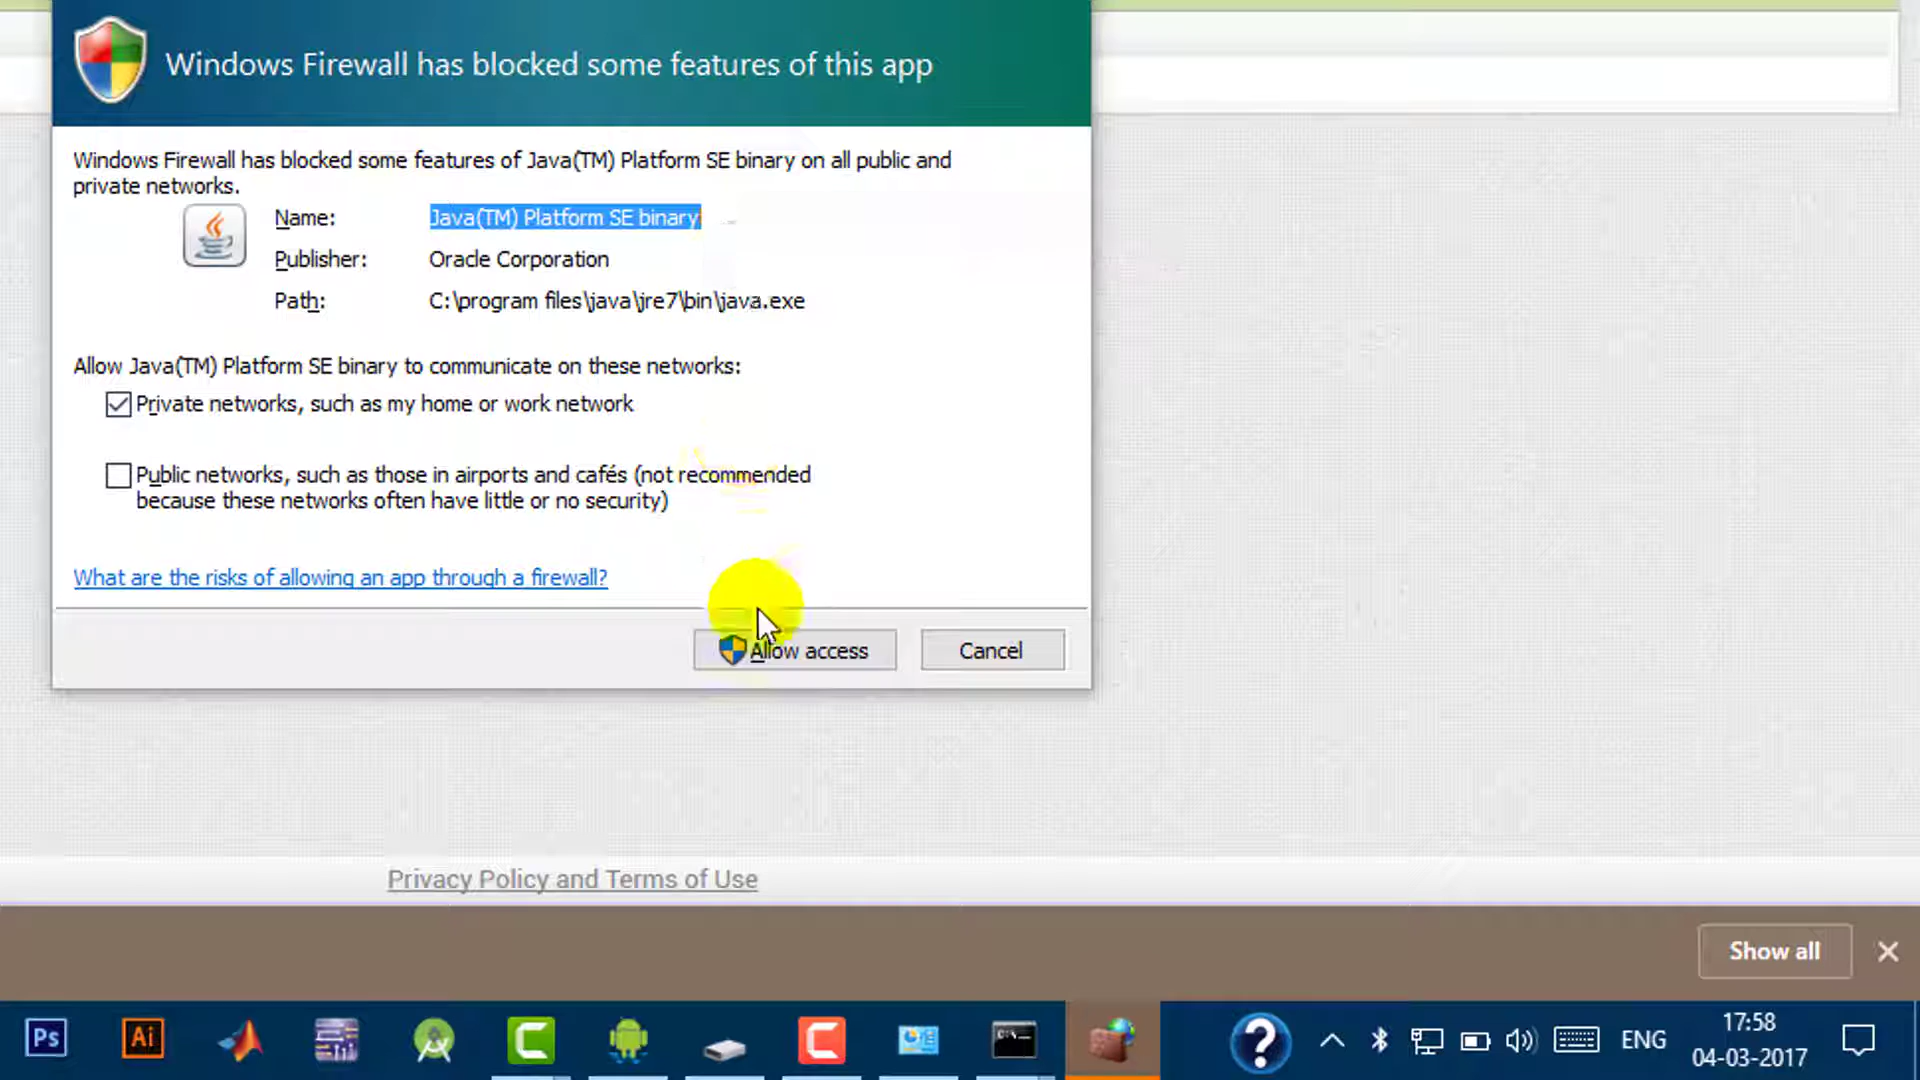 Windows Firewall has blocked some features of this app
Windows Firewall has blocked some features of Java(TM) Platform SE binary on all public and
private networks.
Name: Java(TM) Platform SE binary
Publisher: Oracle Corporation
Path: C:\program files\java\jre7\bin\java.exe
Allow Java(TM) Platform SE binary to communicate on these networks:
Private networks, such as my home or work network
Public networks, such as those in airports and cafés (not recommended
because these networks often have little or no security)
What are the risks of allowing an app through a firewall?
Allow access Cancel
Privacy Policy and Terms of Use
Show all
Ps Ai ENG 17:58
04-03-2017